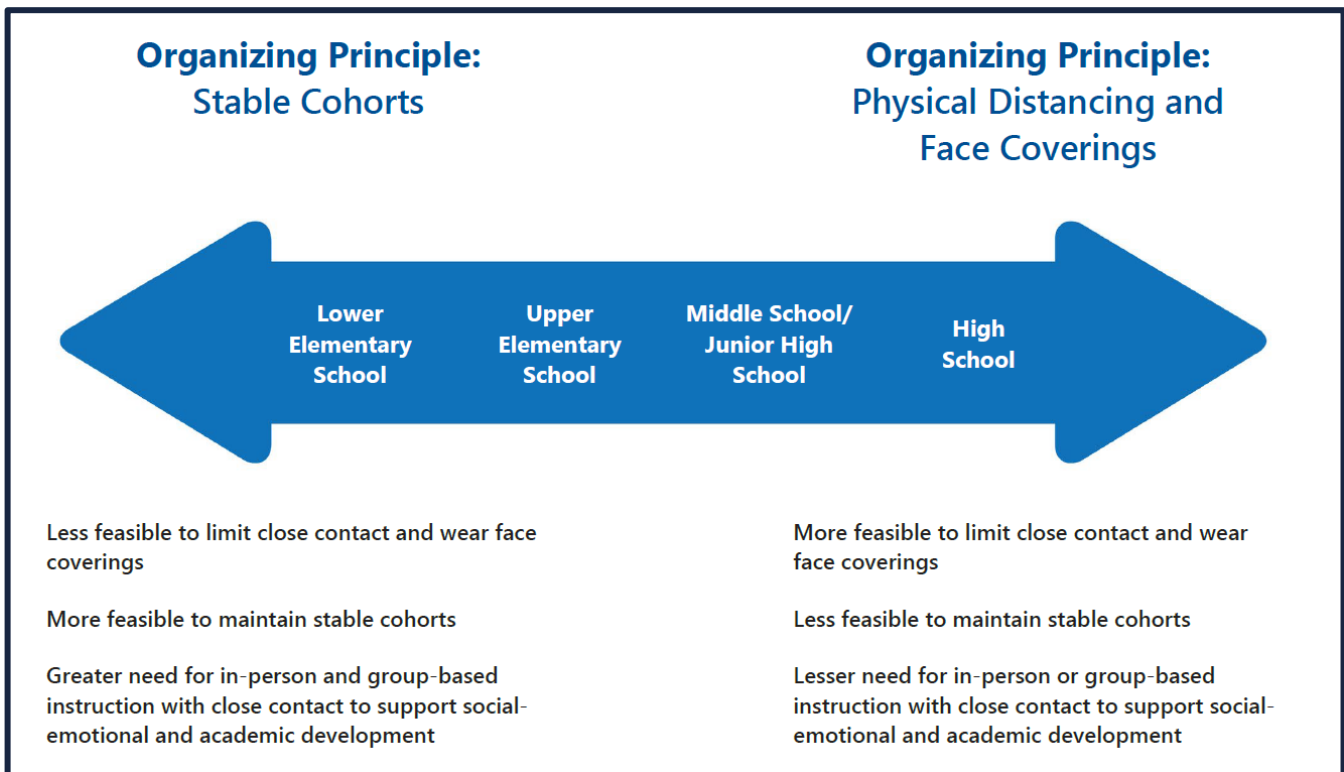 Organizing Principle:
Stable Cohorts
Organizing Principle:
Physical Distancing and
Face Coverings
Lower
Elementary
School
Upper
Elementary
School
Middle School/
Junior High
School
High
School
Less feasible to limit close contact and wear face
coverings
More feasible to maintain stable cohorts
Greater need for in-person and group-based
instruction with close contact to support social-
emotional and academic development
More feasible to limit close contact and wear
face coverings
Less feasible to maintain stable cohorts
Lesser need for in-person or group-based
instruction with close contact to support social-
emotional and academic development